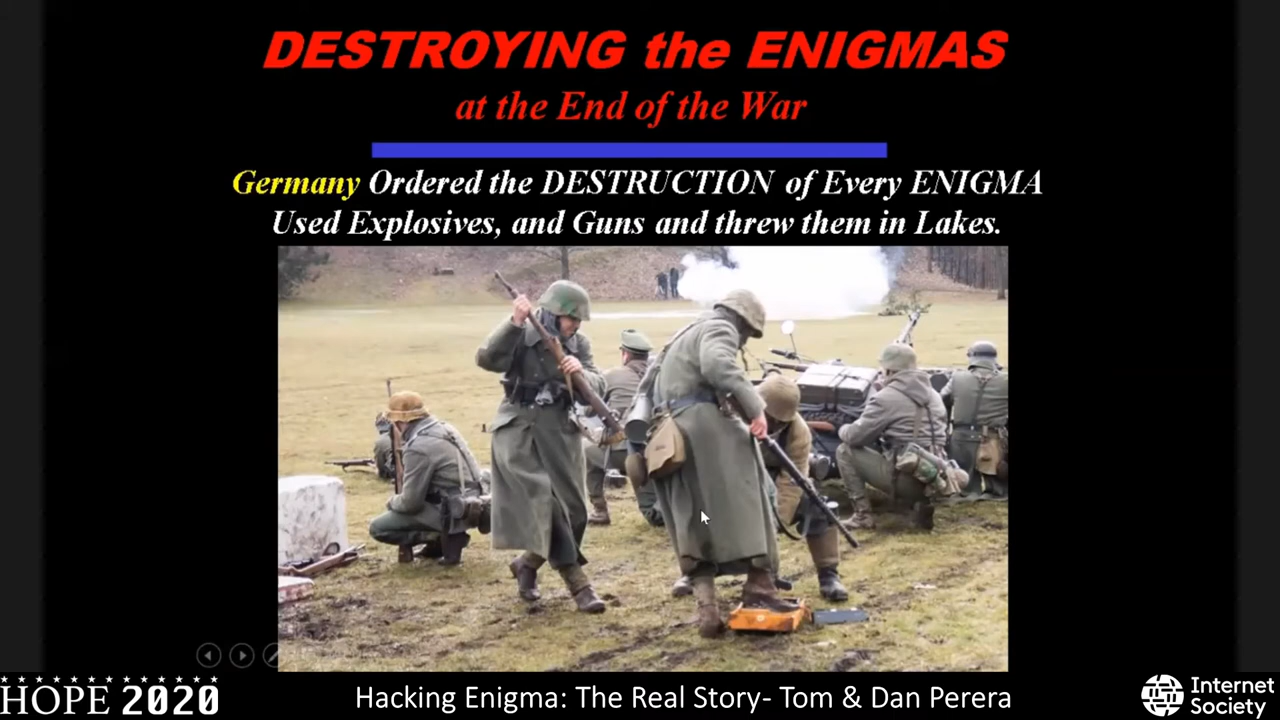 DESTROYING the ENIGMAS
at the End of the War
Germany Ordered the DESTRUCTION of Every ENIGMA
Used Explosives, and Guns and threw them in Lakes.
HOPE 2020
Hacking Enigma: The Real Story- Tom & Dan Perera
Internet
Society